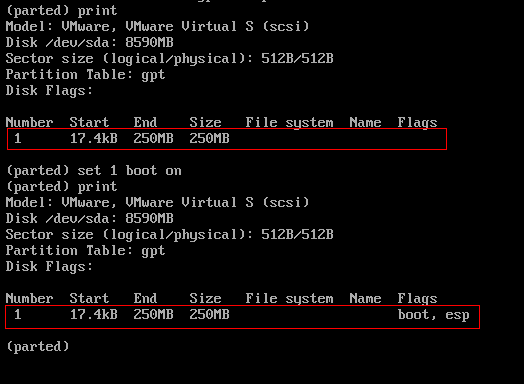 (parted) print
Model: VMware, VMware Virtual S (scsi)
Disk /dev/sda: 8590MB
Sector size (logical/physical): 512B/512B
Partition Table: gpt
Disk Flags:
Number  Start   End    Size   File system  Name  Flags
 1      17.4kB  250MB  250MB
(parted) set 1 boot on
(parted) print
Model: VMware, VMware Virtual S (scsi)
Disk /dev/sda: 8590MB
Sector size (logical/physical): 512B/512B
Partition Table: gpt
Disk Flags:
Number  Start   End    Size   File system  Name  Flags
 1      17.4kB  250MB  250MB                     boot, esp
(parted)